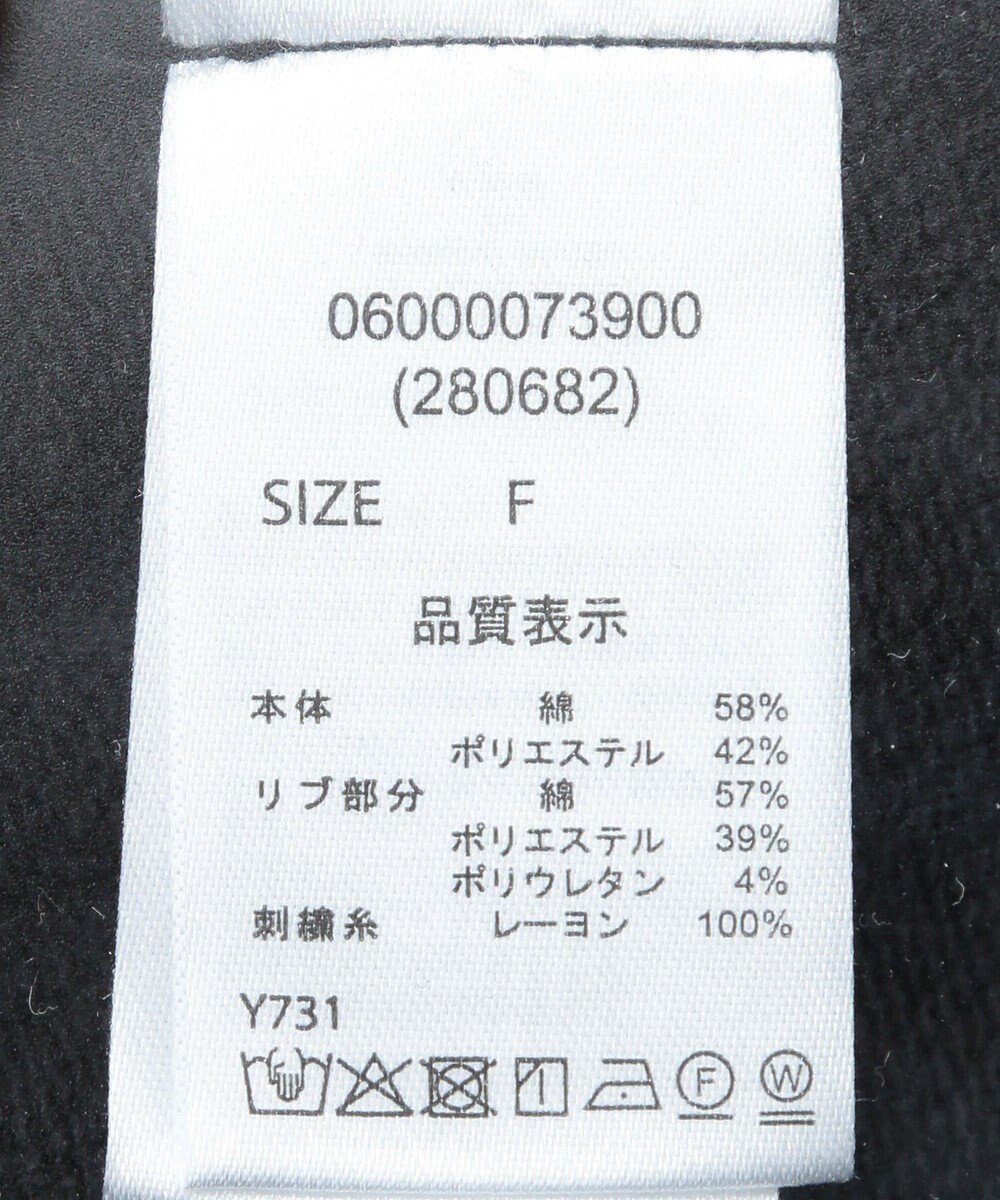 06000073900
(280682)
SIZE F
品質表示
本体 綿 58%
ポリエステル 42%
リブ部分 綿 57%
ポリエステル 39%
ポリウレタン 4%
刺繍糸 レーヨン 100%
Y731
F W